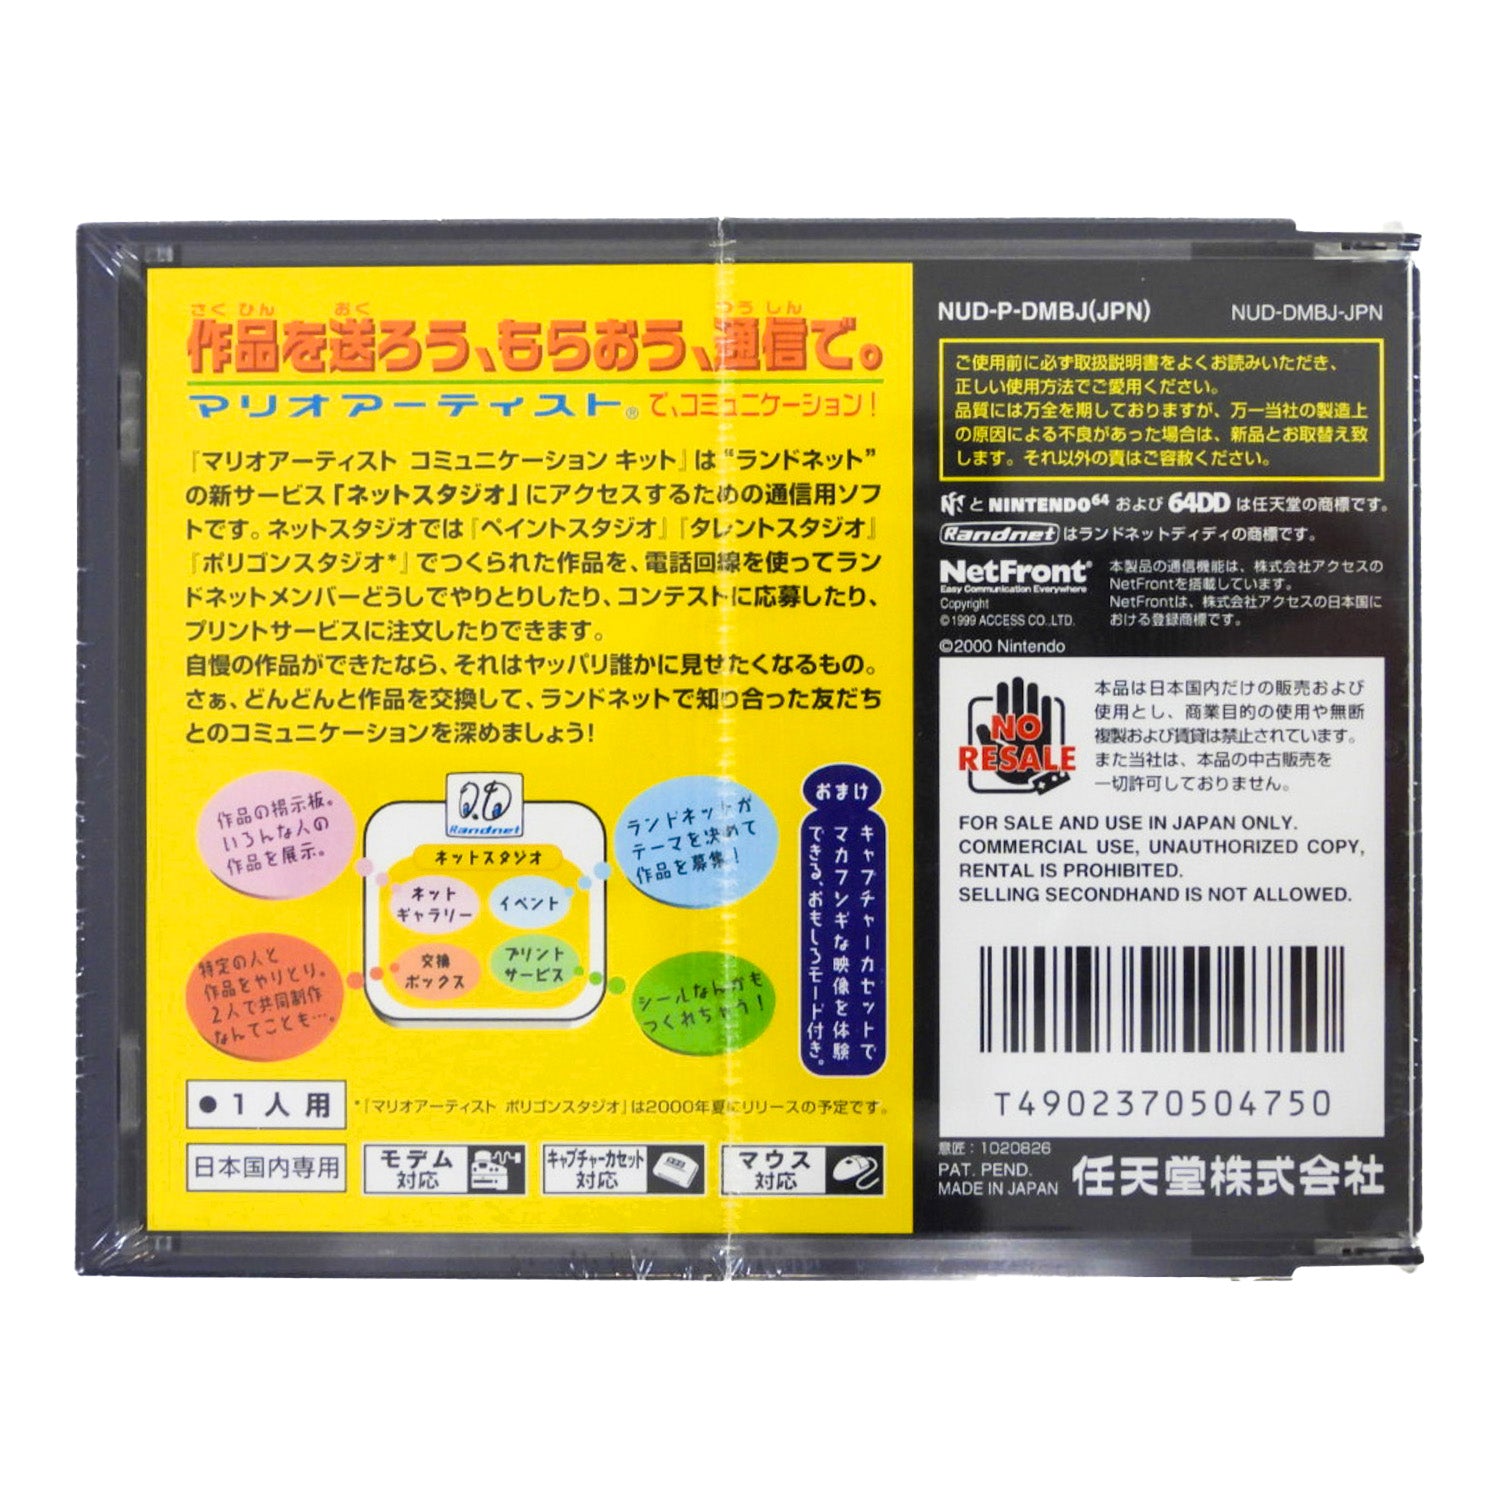 さくひん おく つうしん
作品を送ろう、もらおう、通信で。
マリオアーティスト®で、コミュニケーション!
『マリオアーティスト コミュニケーション キット』は“ランドネット”
の新サービス「ネットスタジオ」にアクセスするための通信用ソフ
トです。ネットスタジオでは『ペイントスタジオ』『タレントスタジオ』
『ポリゴンスタジオ*』でつくられた作品を、電話回線を使ってラン
ドネットメンバーどうしでやりとりしたり、コンテストに応募したり、
プリントサービスに注文したりできます。
自慢の作品ができたなら、それはヤッパリ誰かに見せたくなるもの。
さぁ、どんどんと作品を交換して、ランドネットで知り合った友だち
とのコミュニケーションを深めましょう!
作品の掲示板。
いろんな人の
作品を展示。
Randnet
ネットスタジオ
ネット
ギャラリー
イベント
交換
ボックス
プリント
サービス
ランドネットが
テーマを決めて
作品を募集!
特定の人と
作品をやりとり。
2人で共同制作
なんてことも…。
シールなんかも
つくれちゃう!
おまけ
キャプチャーカセットで
マカフシギな映像を体験
できる、おもしろモード付き。
●1人用
*『マリオアーティスト ポリゴンスタジオ』は2000年夏にリリースの予定です。
日本国内専用
モデム
対応
キャプチャーカセット
対応
マウス
対応
NUD-P-DMBJ(JPN)
NUD-DMBJ-JPN
ご使用前に必ず取扱説明書をよくお読みいただき、
正しい使用方法でご愛用ください。
品質には万全を期しておりますが、万一当社の製造上
の原因による不良があった場合は、新品とお取替え致
します。それ以外の責はご容赦ください。
とNINTENDO64および64DDは任天堂の商標です。
Randnetはランドネットディディの商標です。
NetFront®
Easy Communication Everywhere
Copyright
©1999 ACCESS CO.,LTD.
本製品の通信機能は、株式会社アクセスの
NetFrontを搭載しています。
NetFrontは、株式会社アクセスの日本国に
おける登録商標です。
©2000 Nintendo
NO
RESALE
本品は日本国内だけの販売および
使用とし、商業目的の使用や無断
複製および賃貸は禁止されています。
また当社は、本品の中古販売を
一切許可しておりません。
FOR SALE AND USE IN JAPAN ONLY.
COMMERCIAL USE, UNAUTHORIZED COPY,
RENTAL IS PROHIBITED.
SELLING SECONDHAND IS NOT ALLOWED.
T4902370504750
意匠：1020826
PAT. PEND.
MADE IN JAPAN
任天堂株式会社